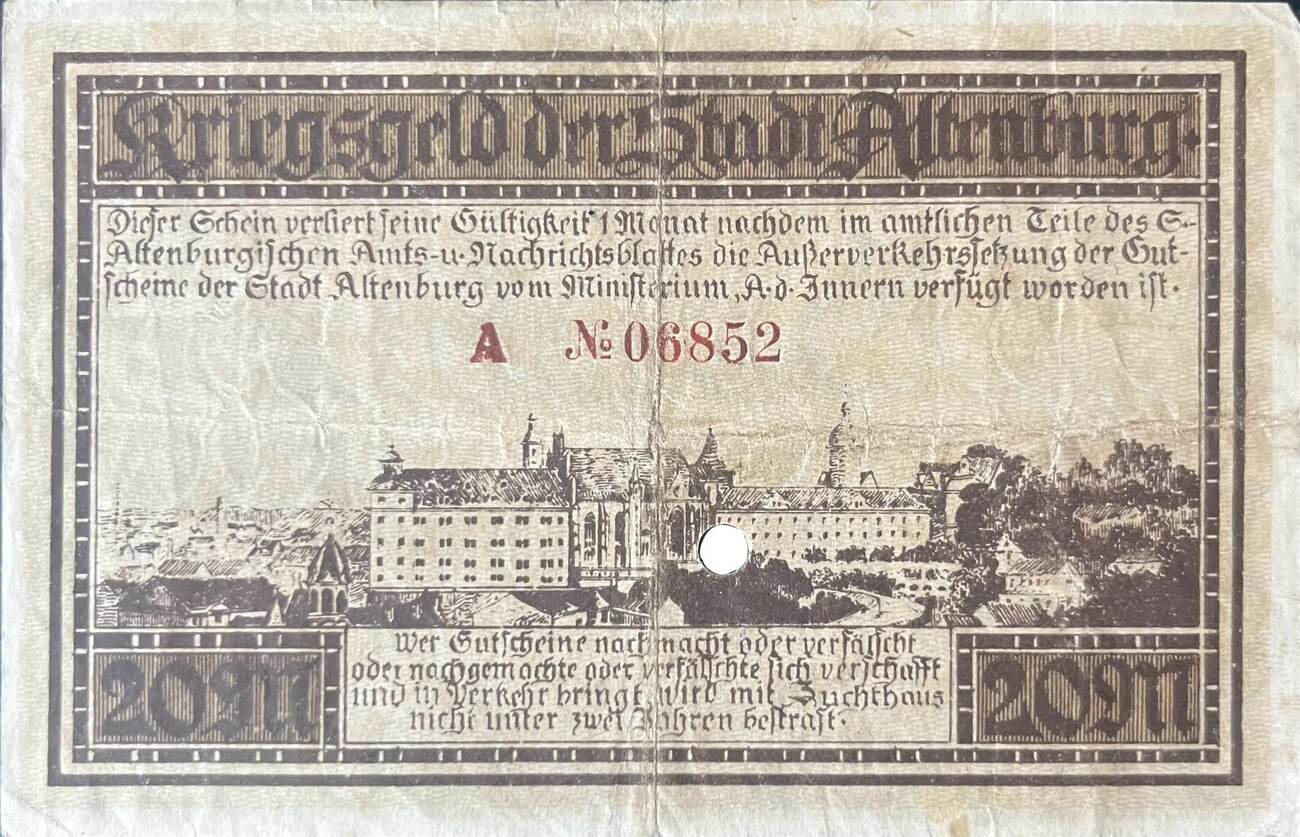 Kriegsgeld der Stadt Altenburg.
Dieser Schein verliert seine Gültigkeit 1 Monat nachdem im amtlichen Teile des S.-
Altenburgischen Amts- u. Nachrichtsblattes die Außerverkehrssetzung der Gut-
scheine der Stadt Altenburg vom Ministerium, A. d. Innern verfügt worden ist.
A № 06852
Wer Gutscheine nachmacht oder verfälscht
oder nachgemachte oder verfälschte sich verschafft
und in Verkehr bringt, wird mit Zuchthaus
nicht unter zwei Jahren bestraft.
20M 20M